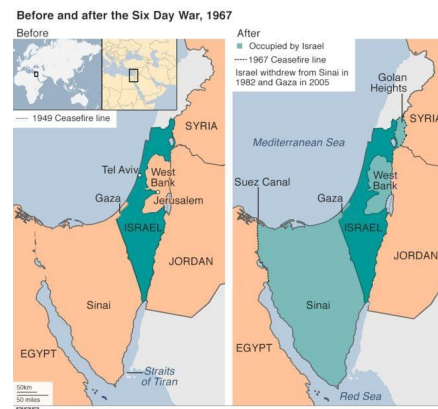 Before and after the Six Day War, 1967
Before
1949 Ceasefire line
Tel Aviv
West
Bank
Gaza
Jerusalem
ISRAEL
SYRIA
JORDAN
Sinai
EGYPT
Straits
of Tiran
50km
50 miles
After
Occupied by Israel
1967 Ceasefire line
Israel withdrew from Sinai in
1982 and Gaza in 2005
Golan
Heights
SYRIA
Mediterranean Sea
Suez Canal
West
Bank
Gaza
ISRAEL
JORDAN
Sinai
EGYPT
Red Sea